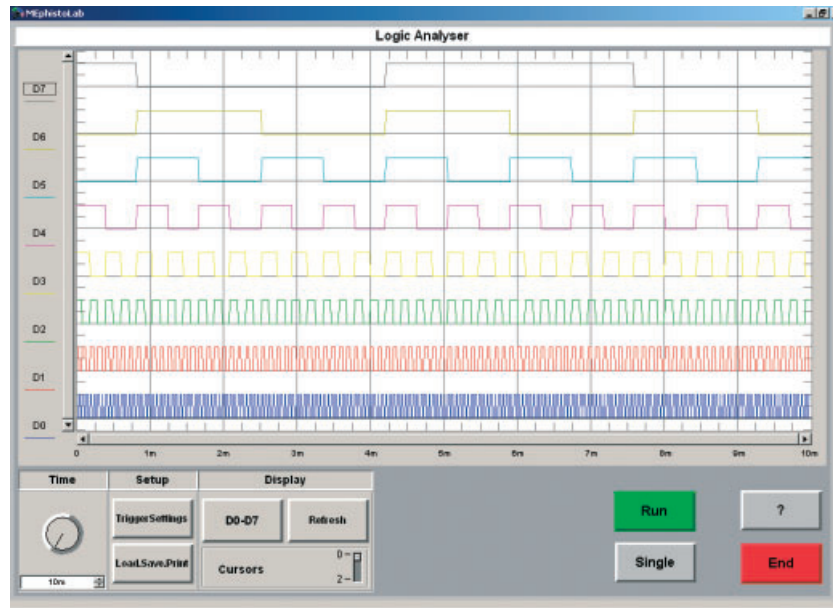 MEphistoLab
Logic Analyser
D7
D6
D5
D4
D3
D2
D1
D0
0 1m 2m 3m 4m 5m 6m 7m 8m 9m 10m
Time Setup Display
TriggerSettings D0-D7 Refresh Run ?
Load.Save.Print Cursors 0 2 Single End
10m